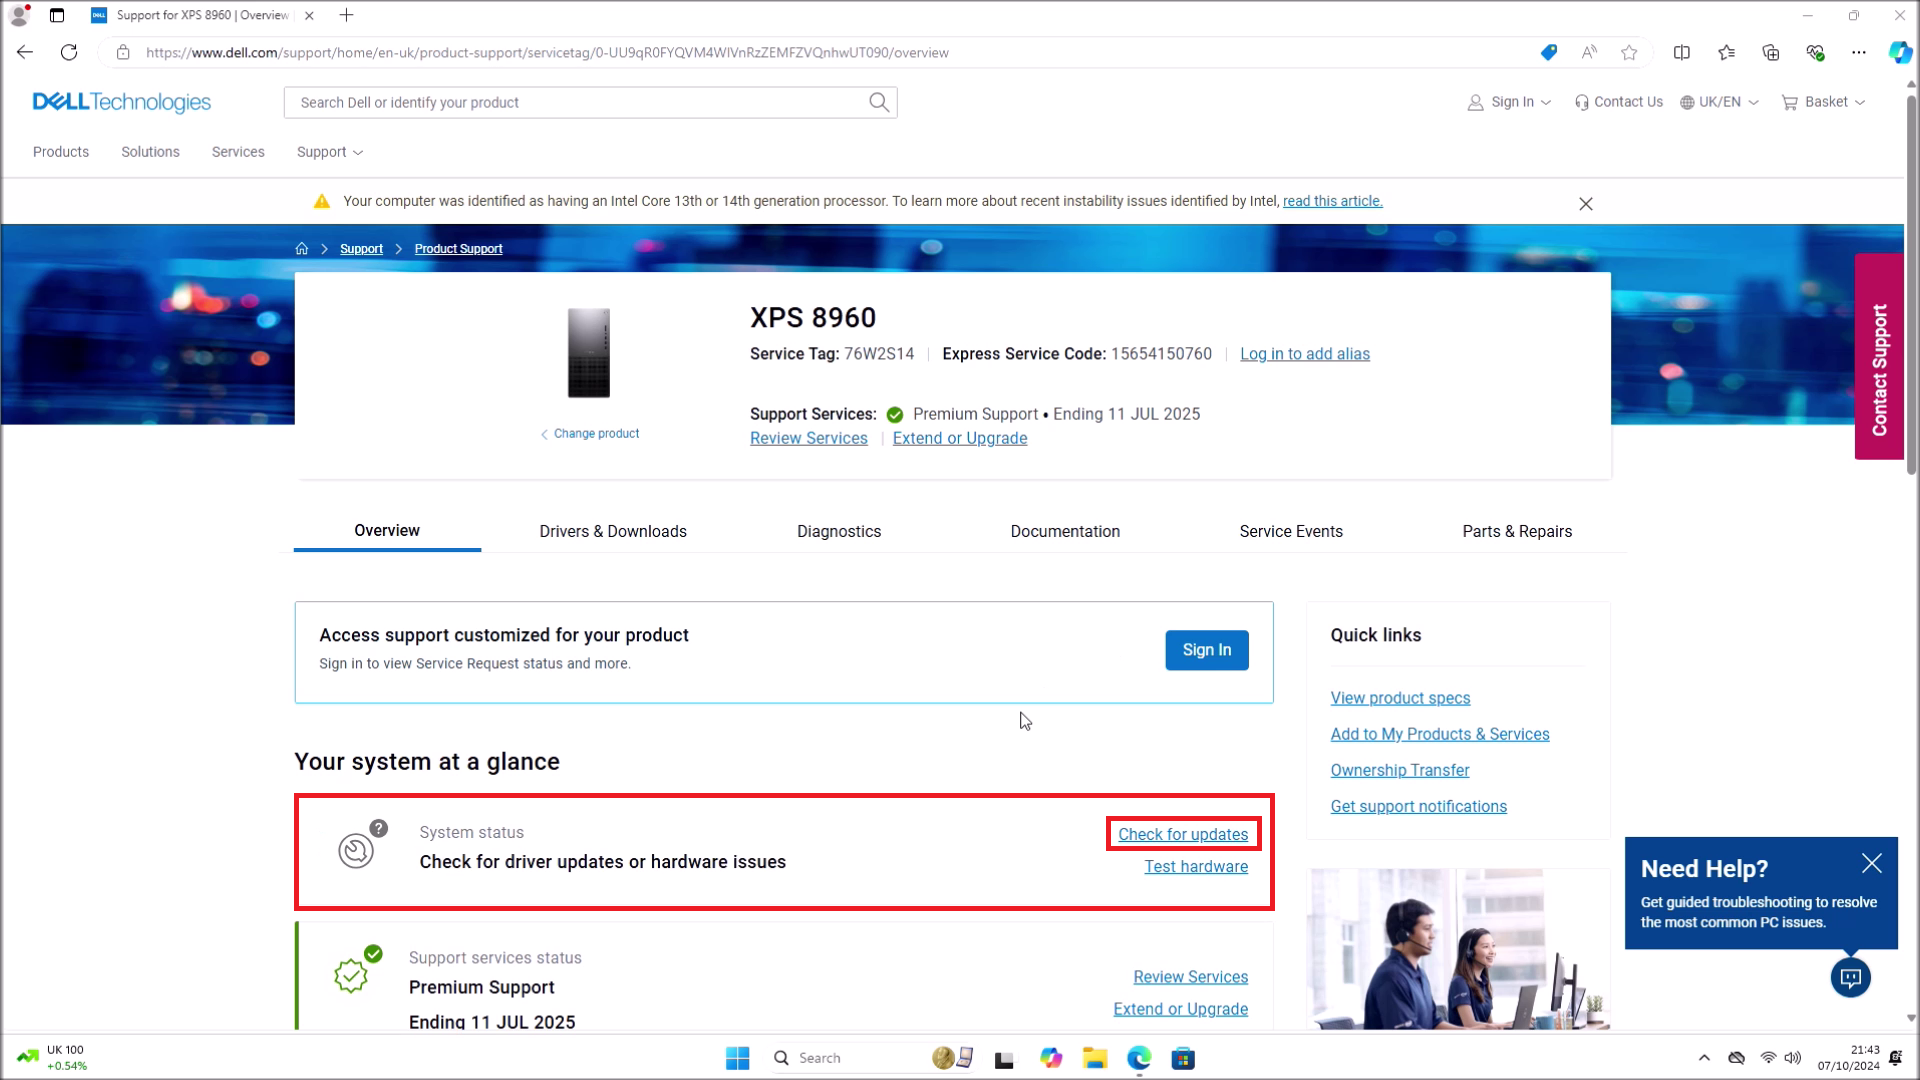 Support for XPS 8960 | Overview
https://www.dell.com/support/home/en-uk/product-support/servicetag/0-UU9qR0FYQVM4WlVnRzZEMFZVQnhwUT090/overview
DELL Technologies
Search Dell or identify your product
Sign In
Contact Us
UK/EN
Basket
Products
Solutions
Services
Support
Your computer was identified as having an Intel Core 13th or 14th generation processor. To learn more about recent instability issues identified by Intel, read this article.
Support
Product Support
XPS 8960
Service Tag: 76W2S14 | Express Service Code: 15654150760 | Log in to add alias
Support Services: Premium Support • Ending 11 JUL 2025
Change product
Review Services | Extend or Upgrade
Contact Support
Overview
Drivers & Downloads
Diagnostics
Documentation
Service Events
Parts & Repairs
Access support customized for your product
Sign in to view Service Request status and more.
Sign In
Quick links
View product specs
Add to My Products & Services
Ownership Transfer
Get support notifications
Your system at a glance
System status
Check for driver updates or hardware issues
Check for updates
Test hardware
Support services status
Premium Support
Ending 11 JUL 2025
Review Services
Extend or Upgrade
Need Help?
Get guided troubleshooting to resolve
the most common PC issues.
UK 100
+0.54%
Search
21:43
07/10/2024